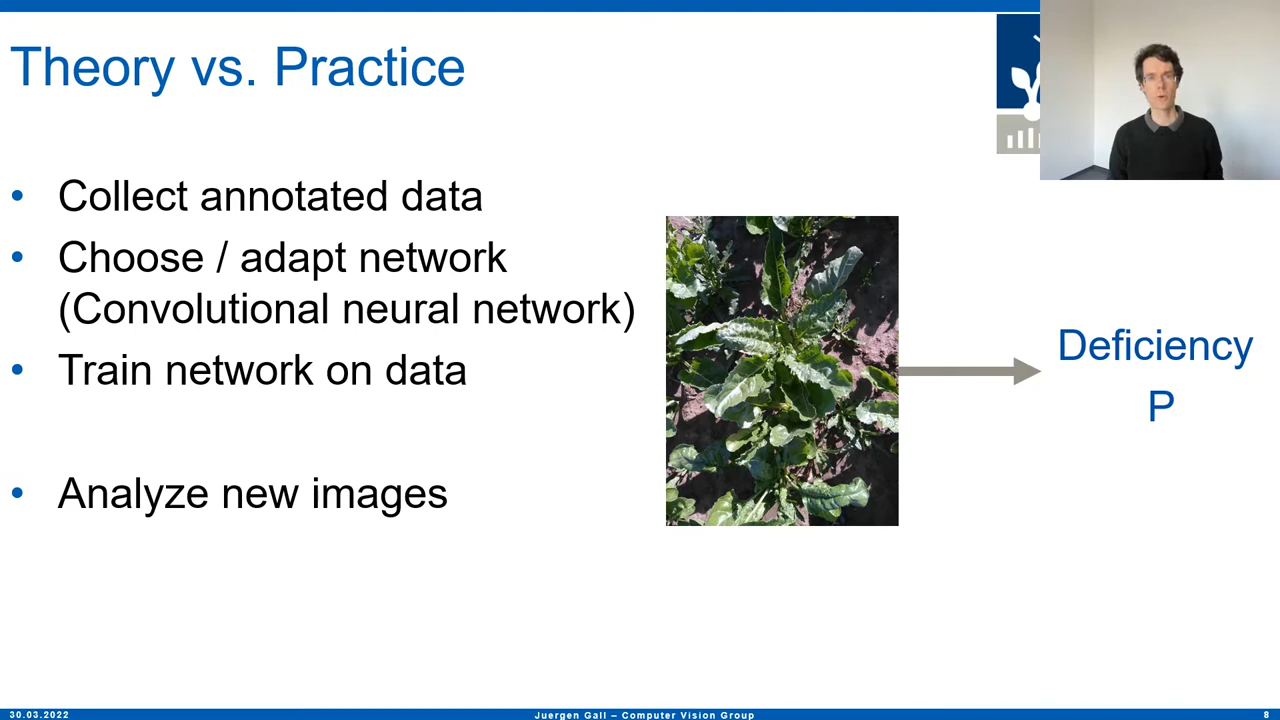 Theory vs. Practice
• Collect annotated data
• Choose / adapt network
(Convolutional neural network)
• Train network on data
• Analyze new images
Deficiency
P
30.03.2022
Juergen Gall – Computer Vision Group
8